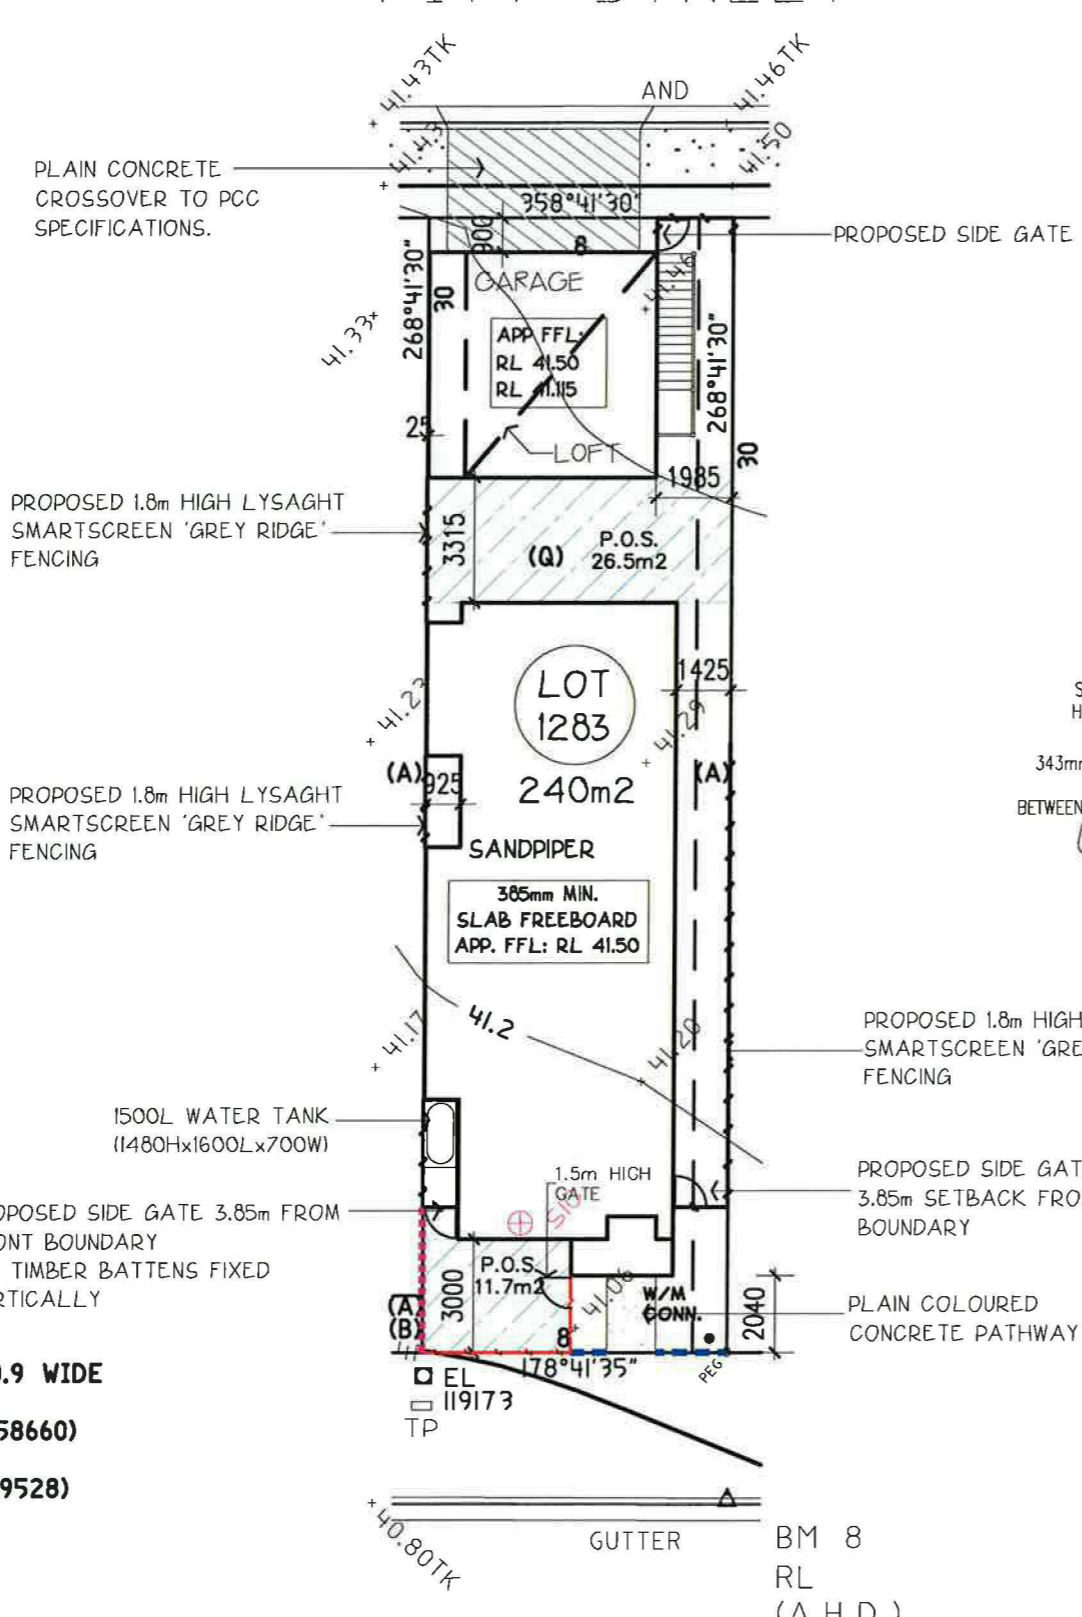 41.43TK
41.46TK
AND
41.43
41.50
PLAIN CONCRETE
CROSSOVER TO PCC
SPECIFICATIONS.
358°41'30"
PROPOSED SIDE GATE
900
8
268°41'30"
30
GARAGE
41.46
41.33
APP FFL:
RL 41.50
RL 41.115
268°41'30"
25
LOFT
30
1985
PROPOSED 1.8m HIGH LYSAGHT
SMARTSCREEN 'GREY RIDGE'
FENCING
3315
(Q)
P.O.S.
26.5m2
LOT
1283
1425
41.23
41.29
(A)
925
(A)
240m2
343mm
BETWEEN
PROPOSED 1.8m HIGH LYSAGHT
SMARTSCREEN 'GREY RIDGE'
FENCING
SANDPIPER
385mm MIN.
SLAB FREEBOARD
APP. FFL: RL 41.50
41.2
41.17
41.20
PROPOSED 1.8m HIGH
SMARTSCREEN 'GRE
FENCING
1500L WATER TANK
(1480Hx1600Lx700W)
1.5m HIGH
GATE
S10
PROPOSED SIDE GAT
3.85m SETBACK FRO
BOUNDARY
OPOSED SIDE GATE 3.85m FROM
ONT BOUNDARY
TIMBER BATTENS FIXED
RTICALLY
P.O.S.
11.7m2
3000
41.06
W/M
CONN.
2040
PLAIN COLOURED
CONCRETE PATHWAY
(A)
(B)
8
178°41'35"
PEG
0.9 WIDE
EL
119173
TP
58660)
9528)
40.80TK
GUTTER
BM 8
RL
(A.H.D.)